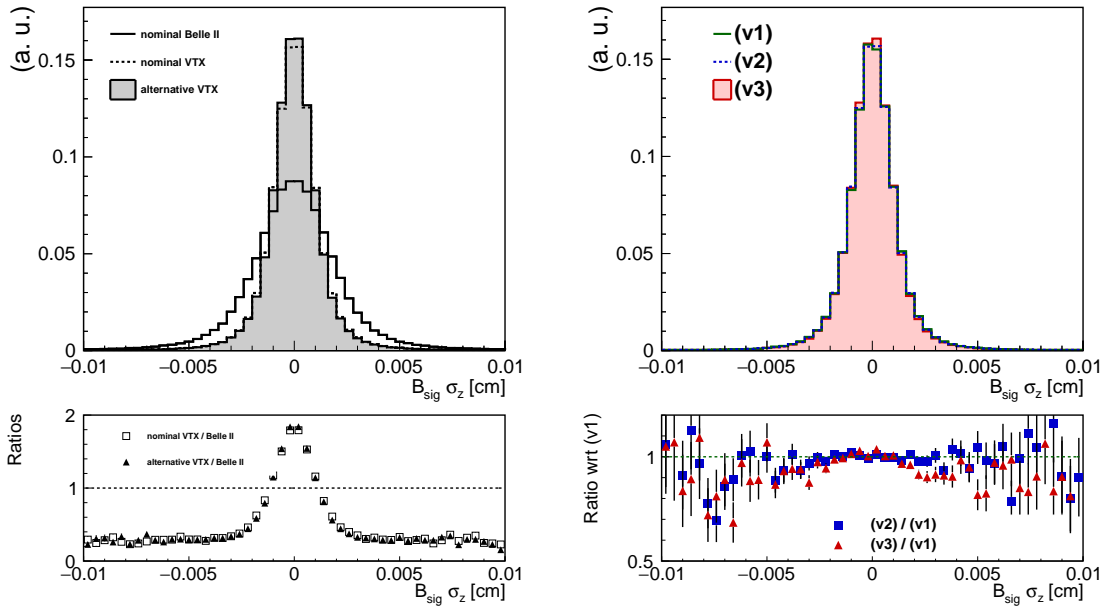 (a. u.)
nominal Belle II
nominal VTX
alternative VTX
0.15
0.1
0.05
0
−0.01
−0.005
0
0.005
0.01
B_sig σ_z [cm]
(a. u.)
(v1)
(v2)
(v3)
0.15
0.1
0.05
0
−0.01
−0.005
0
0.005
0.01
B_sig σ_z [cm]
Ratios
nominal VTX / Belle II
alternative VTX / Belle II
2
1
0
−0.01
−0.005
0
0.005
0.01
B_sig σ_z [cm]
Ratio wrt (v1)
1
1
0.5
(v2) / (v1)
(v3) / (v1)
−0.01
−0.005
0
0.005
0.01
B_sig σ_z [cm]